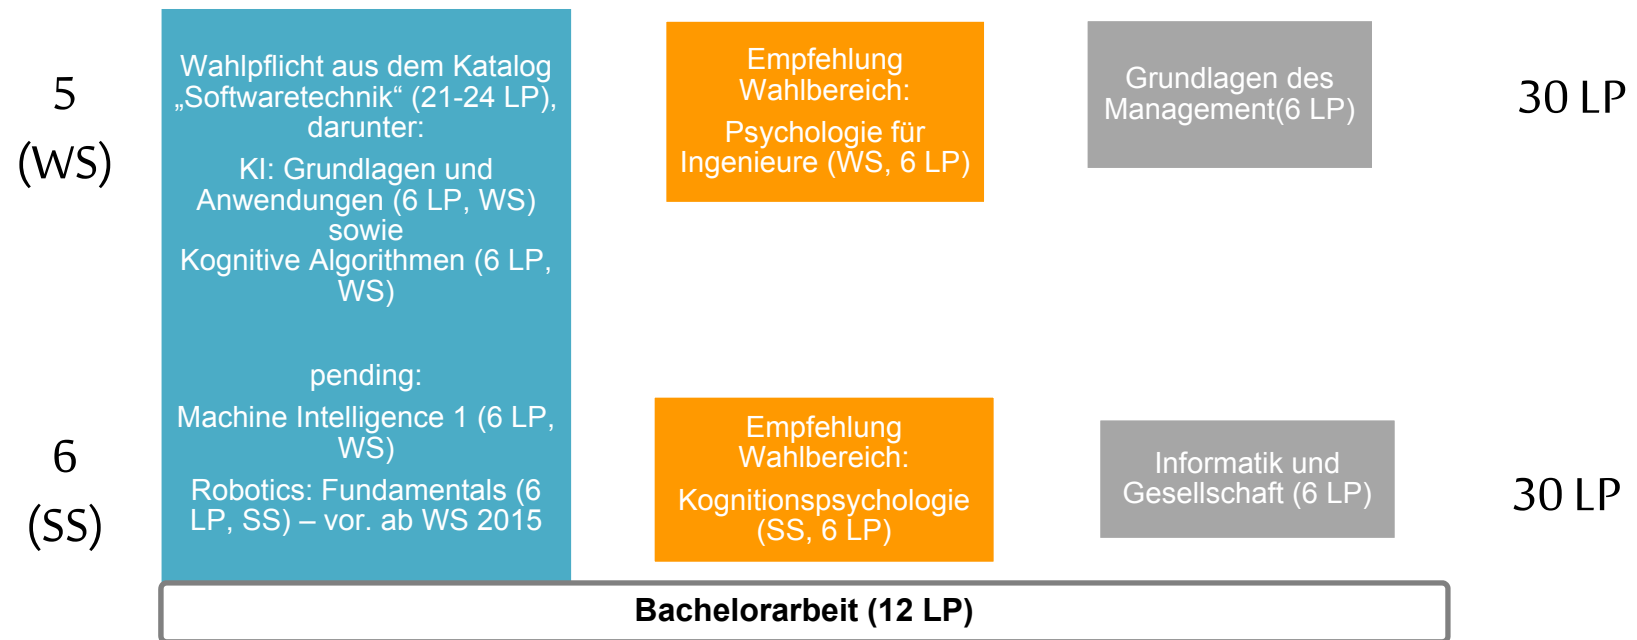 5
(WS)
Wahlpflicht aus dem Katalog
„Softwaretechnik“ (21-24 LP),
darunter:
KI: Grundlagen und
Anwendungen (6 LP, WS)
sowie
Kognitive Algorithmen (6 LP,
WS)
pending:
Machine Intelligence 1 (6 LP,
WS)
Robotics: Fundamentals (6
LP, SS) – vor. ab WS 2015
Empfehlung
Wahlbereich:
Psychologie für
Ingenieure (WS, 6 LP)
Grundlagen des
Management(6 LP)
30 LP
6
(SS)
Empfehlung
Wahlbereich:
Kognitionspsychologie
(SS, 6 LP)
Informatik und
Gesellschaft (6 LP)
30 LP
Bachelorarbeit (12 LP)